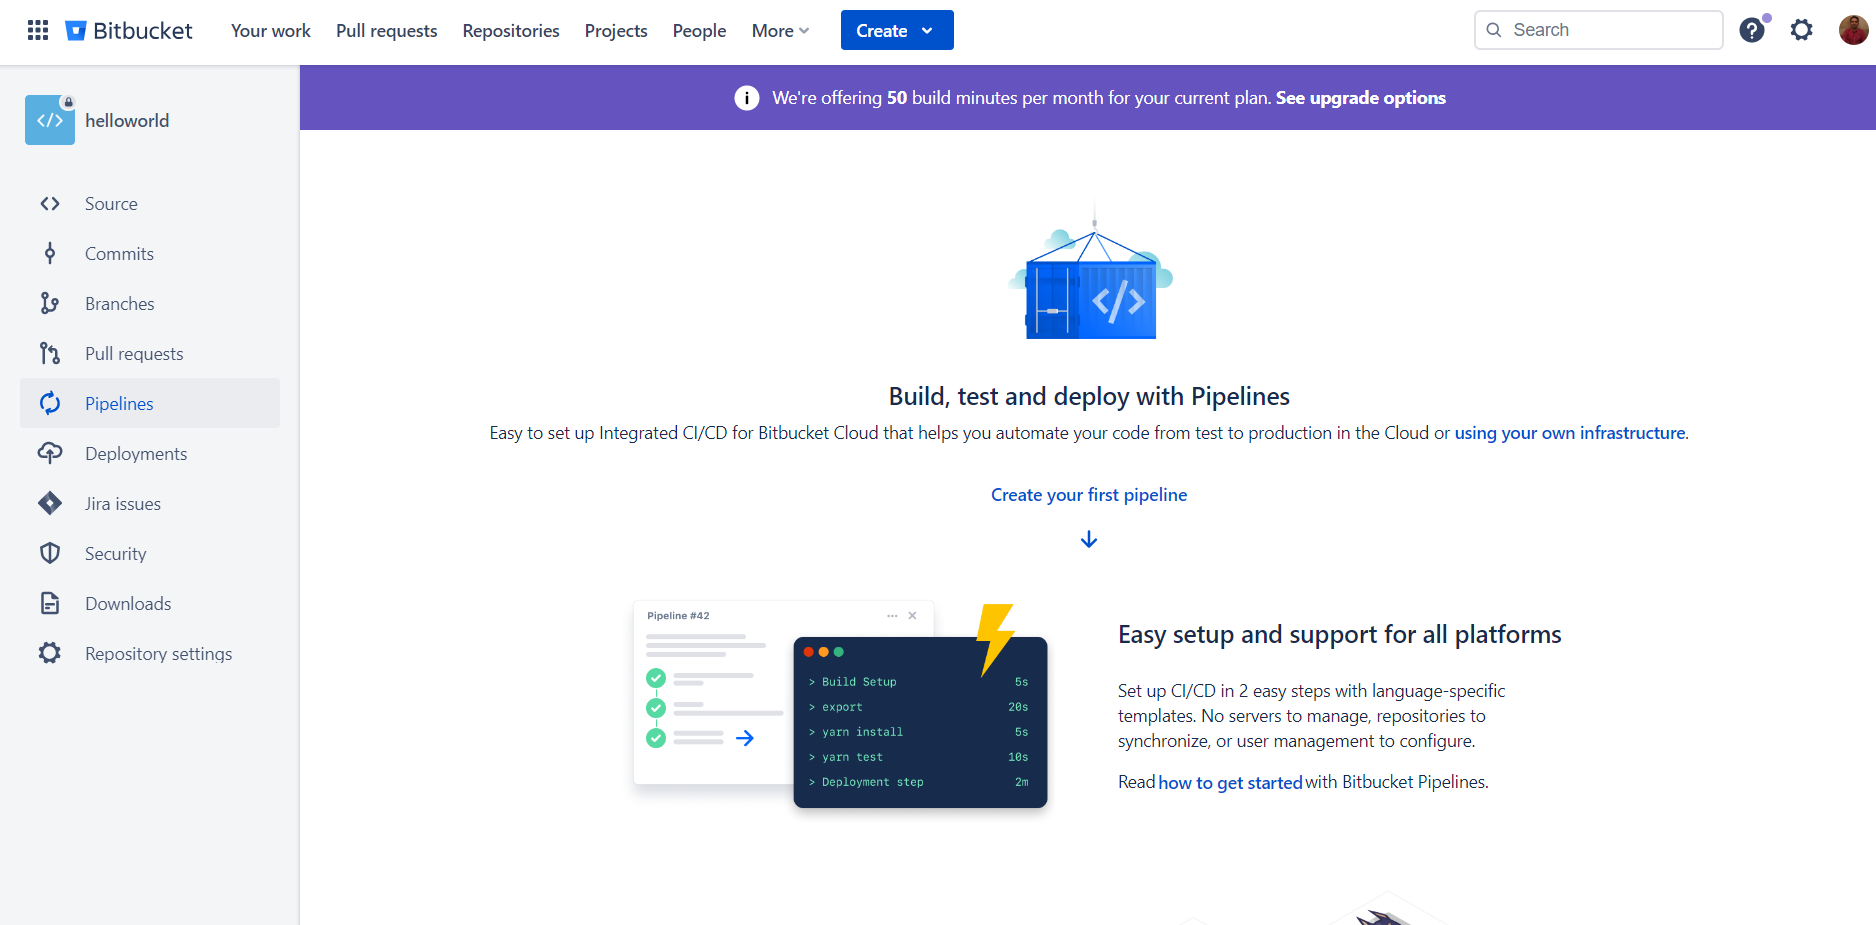 Bitbucket Your work Pull requests Repositories Projects People More Create Search ?
i We're offering 50 build minutes per month for your current plan. See upgrade options
</> helloworld
Source
Commits
Branches
Pull requests
Pipelines
Deployments
Jira issues
Security
Downloads
Repository settings
</>
Build, test and deploy with Pipelines
Easy to set up Integrated CI/CD for Bitbucket Cloud that helps you automate your code from test to production in the Cloud or using your own infrastructure.
Create your first pipeline
Pipeline #42
> Build Setup 5s
> export 20s
> yarn install 5s
> yarn test 10s
> Deployment step 2m
Easy setup and support for all platforms
Set up CI/CD in 2 easy steps with language-specific
templates. No servers to manage, repositories to
synchronize, or user management to configure.
Read how to get started with Bitbucket Pipelines.